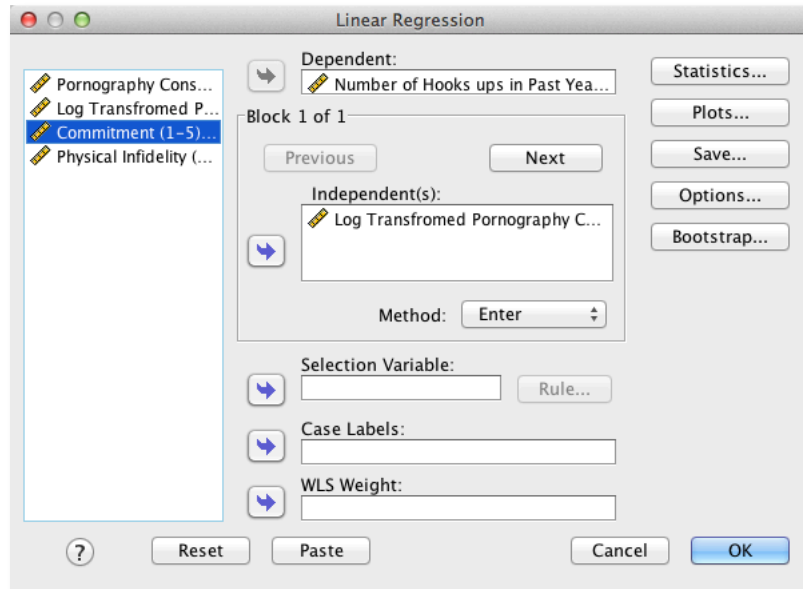 Linear Regression
Pornography Cons...
Log Transfromed P...
Commitment (1-5)...
Physical Infidelity (...
Dependent:
Number of Hooks ups in Past Yea...
Block 1 of 1
Previous
Next
Independent(s):
Log Transfromed Pornography C...
Method:
Enter
Selection Variable:
Rule...
Case Labels:
WLS Weight:
Statistics...
Plots...
Save...
Options...
Bootstrap...
?
Reset
Paste
Cancel
OK